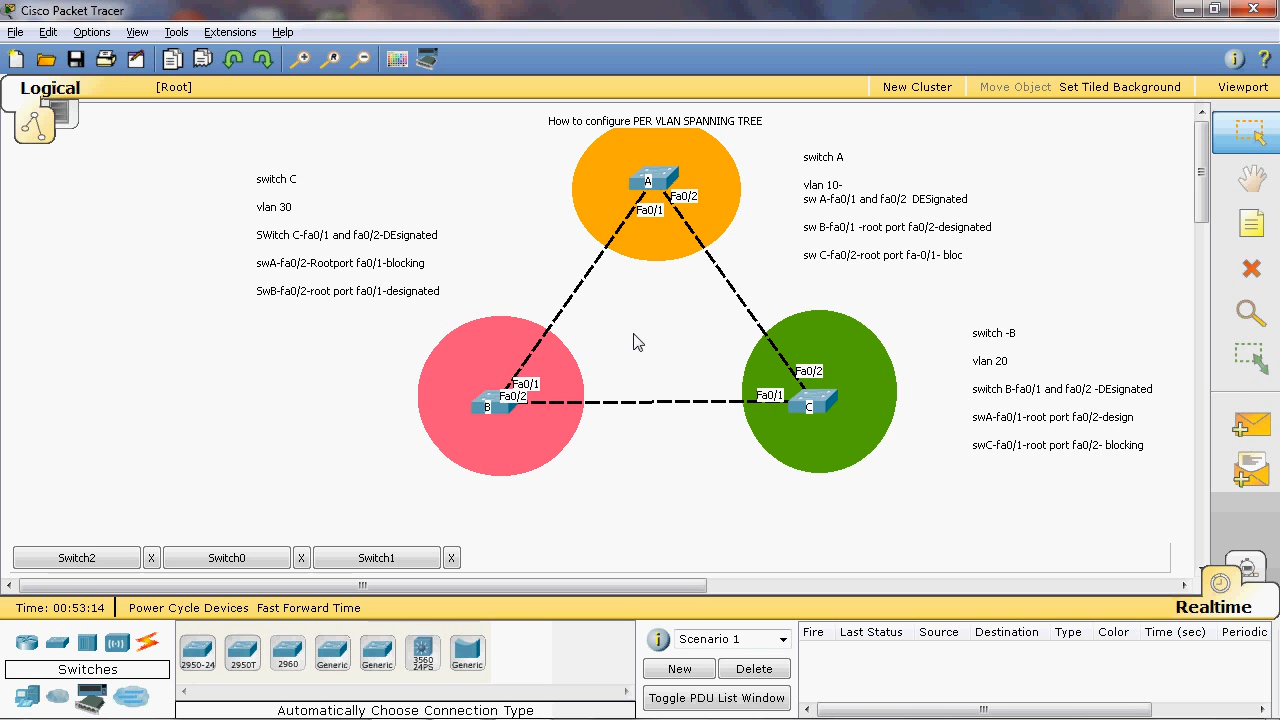 Cisco Packet Tracer
File Edit Options View Tools Extensions Help
Logical
[Root]
New Cluster
Move Object
Set Tiled Background
Viewport
How to configure PER VLAN SPANNING TREE
switch C
vlan 30
SWitch C-fa0/1 and fa0/2-DEsignated
swA-fa0/2-Rootport fa0/1-blocking
SwB-fa0/2-root port fa0/1-designated
A
Fa0/2
Fa0/1
switch A
vlan 10-
sw A-fa0/1 and fa0/2 DESignated
sw B-fa0/1 -root port fa0/2-designated
sw C-fa0/2-root port fa-0/1- bloc
Fa0/1
Fa0/2
B
Fa0/2
Fa0/1
C
switch -B
vlan 20
switch B-fa0/1 and fa0/2 -DEsignated
swA-fa0/1-root port fa0/2-design
swC-fa0/1-root port fa0/2- blocking
Switch2 X Switch0 X Switch1 X
Time: 00:53:14 Power Cycle Devices Fast Forward Time
Realtime
Switches
2950-24 2950T 2960 Generic Generic 3560 24PS Generic
Automatically Choose Connection Type
Scenario 1
New Delete
Toggle PDU List Window
Fire Last Status Source Destination Type Color Time (sec) Periodic